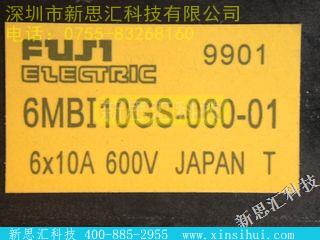 深圳市新思汇科技有限公司
电话：0755-83268160
FUJI 9901
ELECTRIC
6MBI10GS-060-01
新思汇科技
6x10A 600V JAPAN T
新思汇科技 400-885-2955 www.xinsihui.com